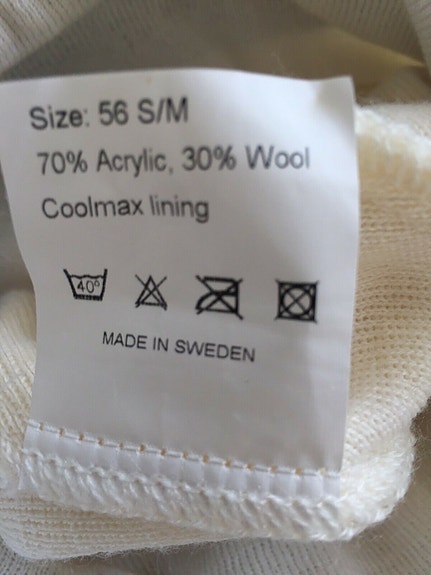 Size: 56 S/M
70% Acrylic, 30% Wool
Coolmax lining
40°
MADE IN SWEDEN